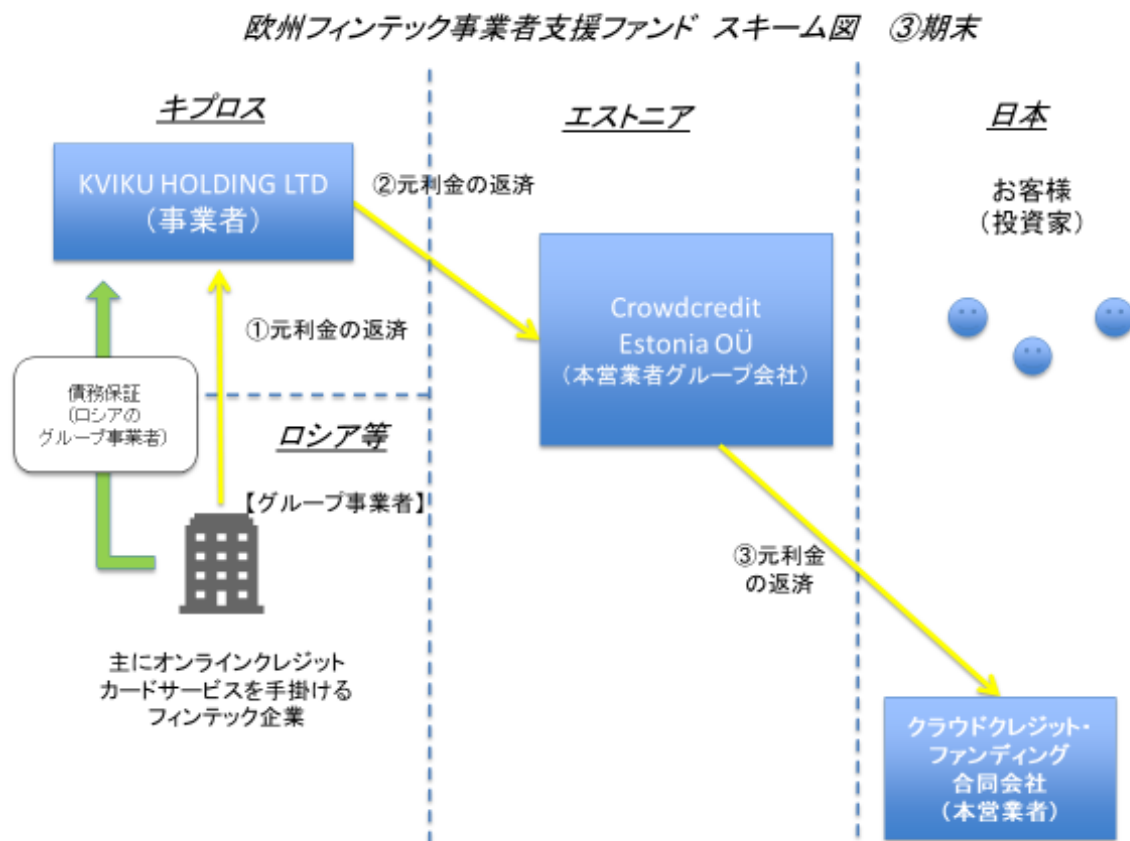 欧州フィンテック事業者支援ファンド スキーム図 ③期末
キプロス
エストニア
日本
KVIKU HOLDING LTD
（事業者）
②元利金の返済
お客様
（投資家）
Crowdcredit
Estonia OÜ
（本営業者グループ会社）
①元利金の返済
債務保証
(ロシアの
グループ事業者)
ロシア等
【グループ事業者】
③元利金
の返済
主にオンラインクレジット
カードサービスを手掛ける
フィンテック企業
クラウドクレジット・
ファンディング
合同会社
（本営業者）